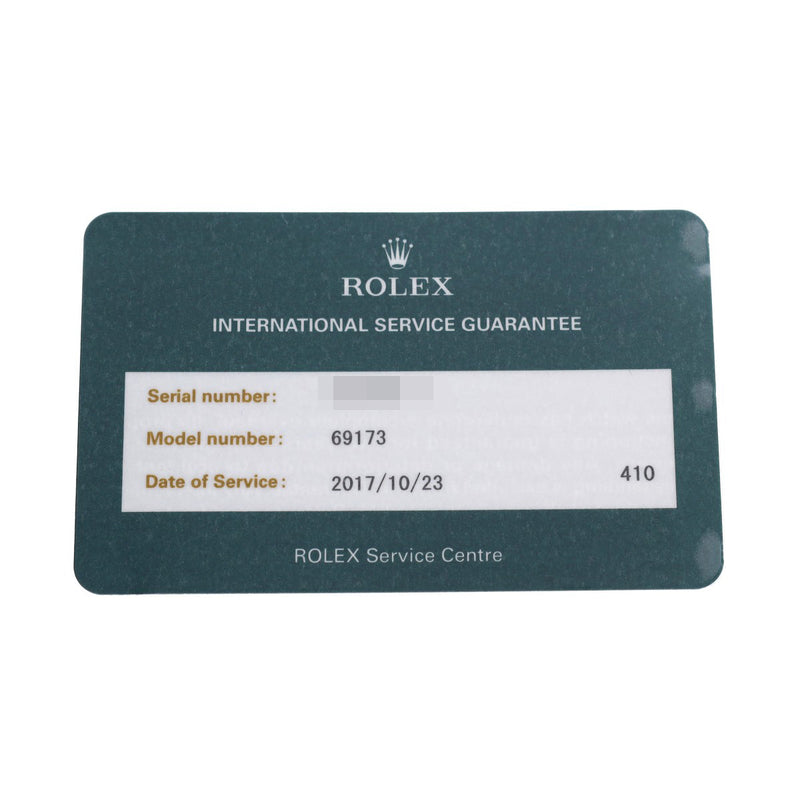 ROLEX
INTERNATIONAL SERVICE GUARANTEE
Serial number:
Model number: 69173
Date of Service: 2017/10/23 410
ROLEX Service Centre